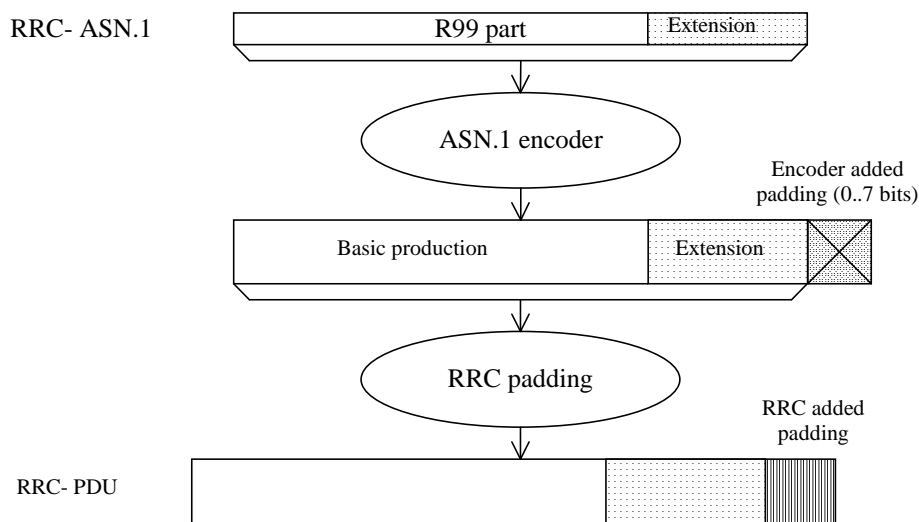 RRC- ASN.1
R99 part
Extension
ASN.1 encoder
Encoder added
padding (0..7 bits)
Basic production
Extension
RRC padding
RRC added
padding
RRC- PDU